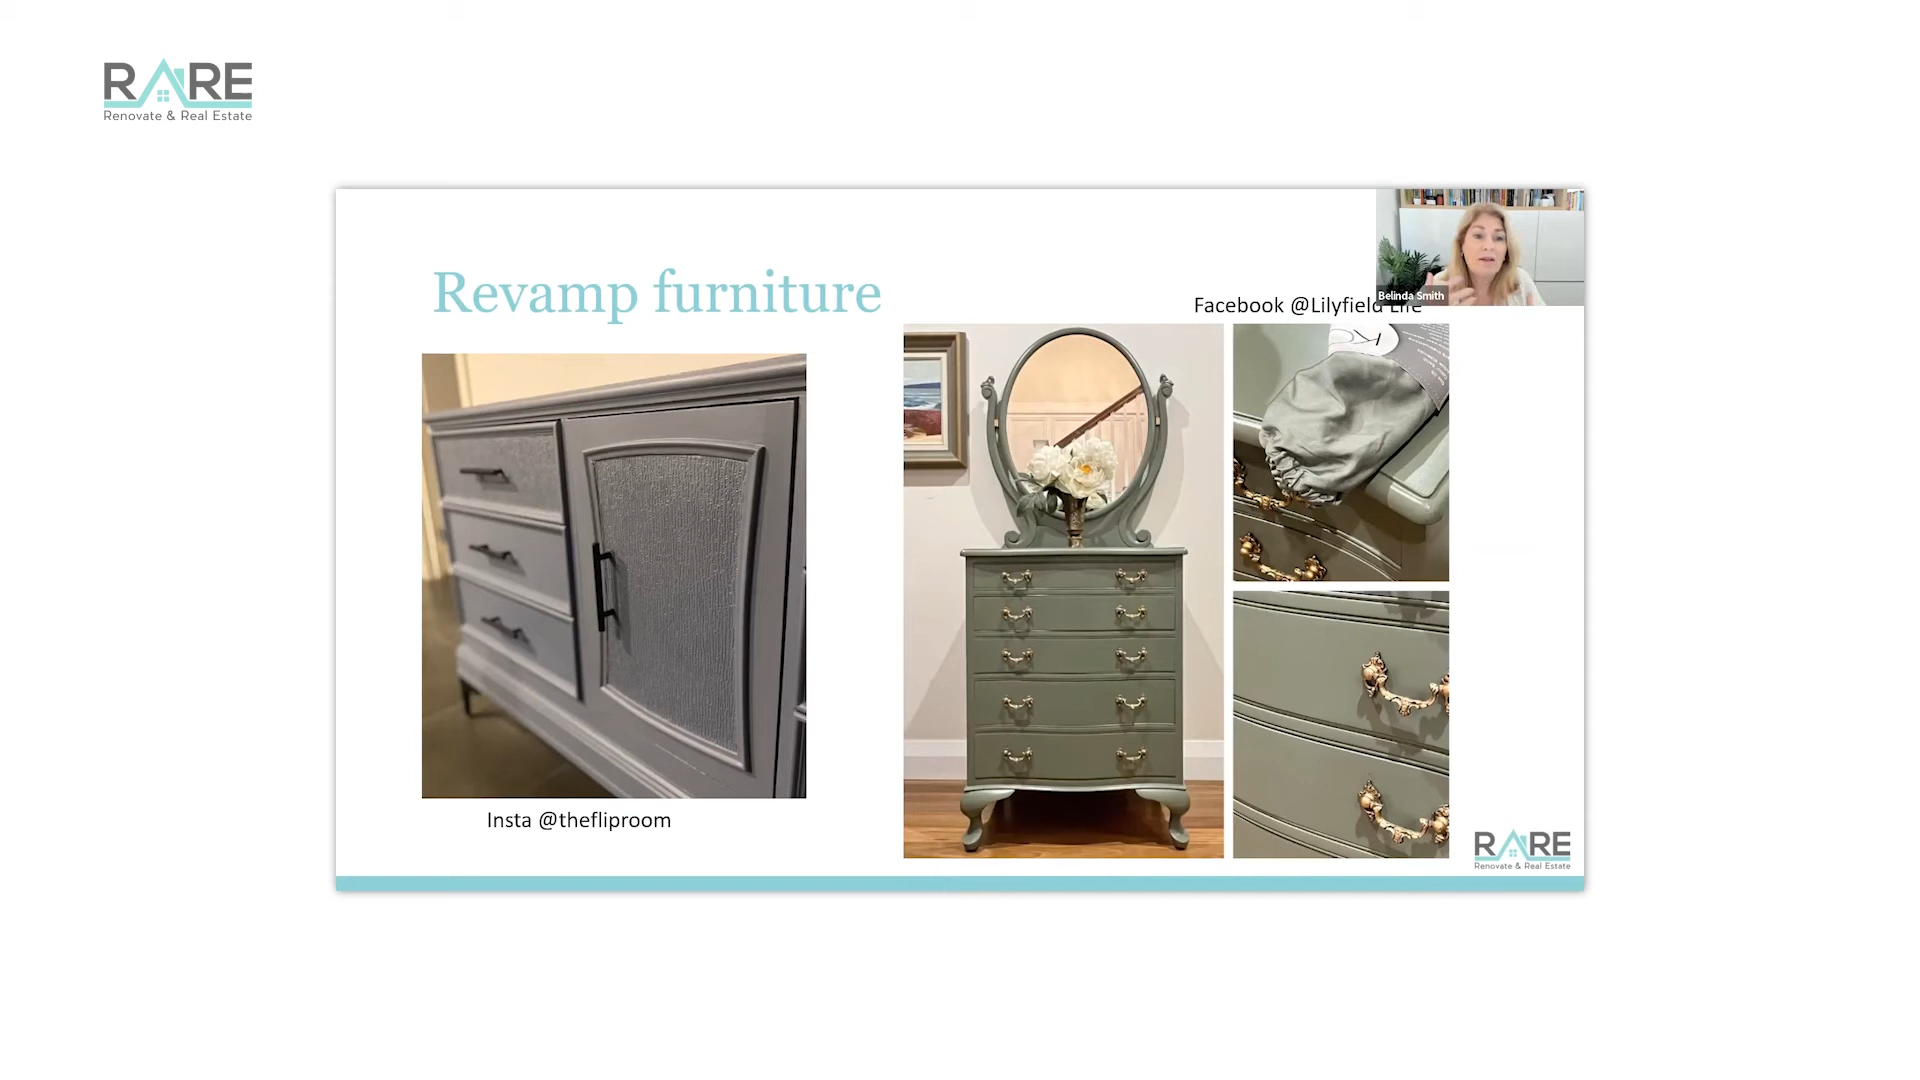 RARE
Renovate & Real Estate
Revamp furniture
Belinda Smith
Facebook @Lilyfield Life
Insta @thefliproom
RARE
Renovate & Real Estate